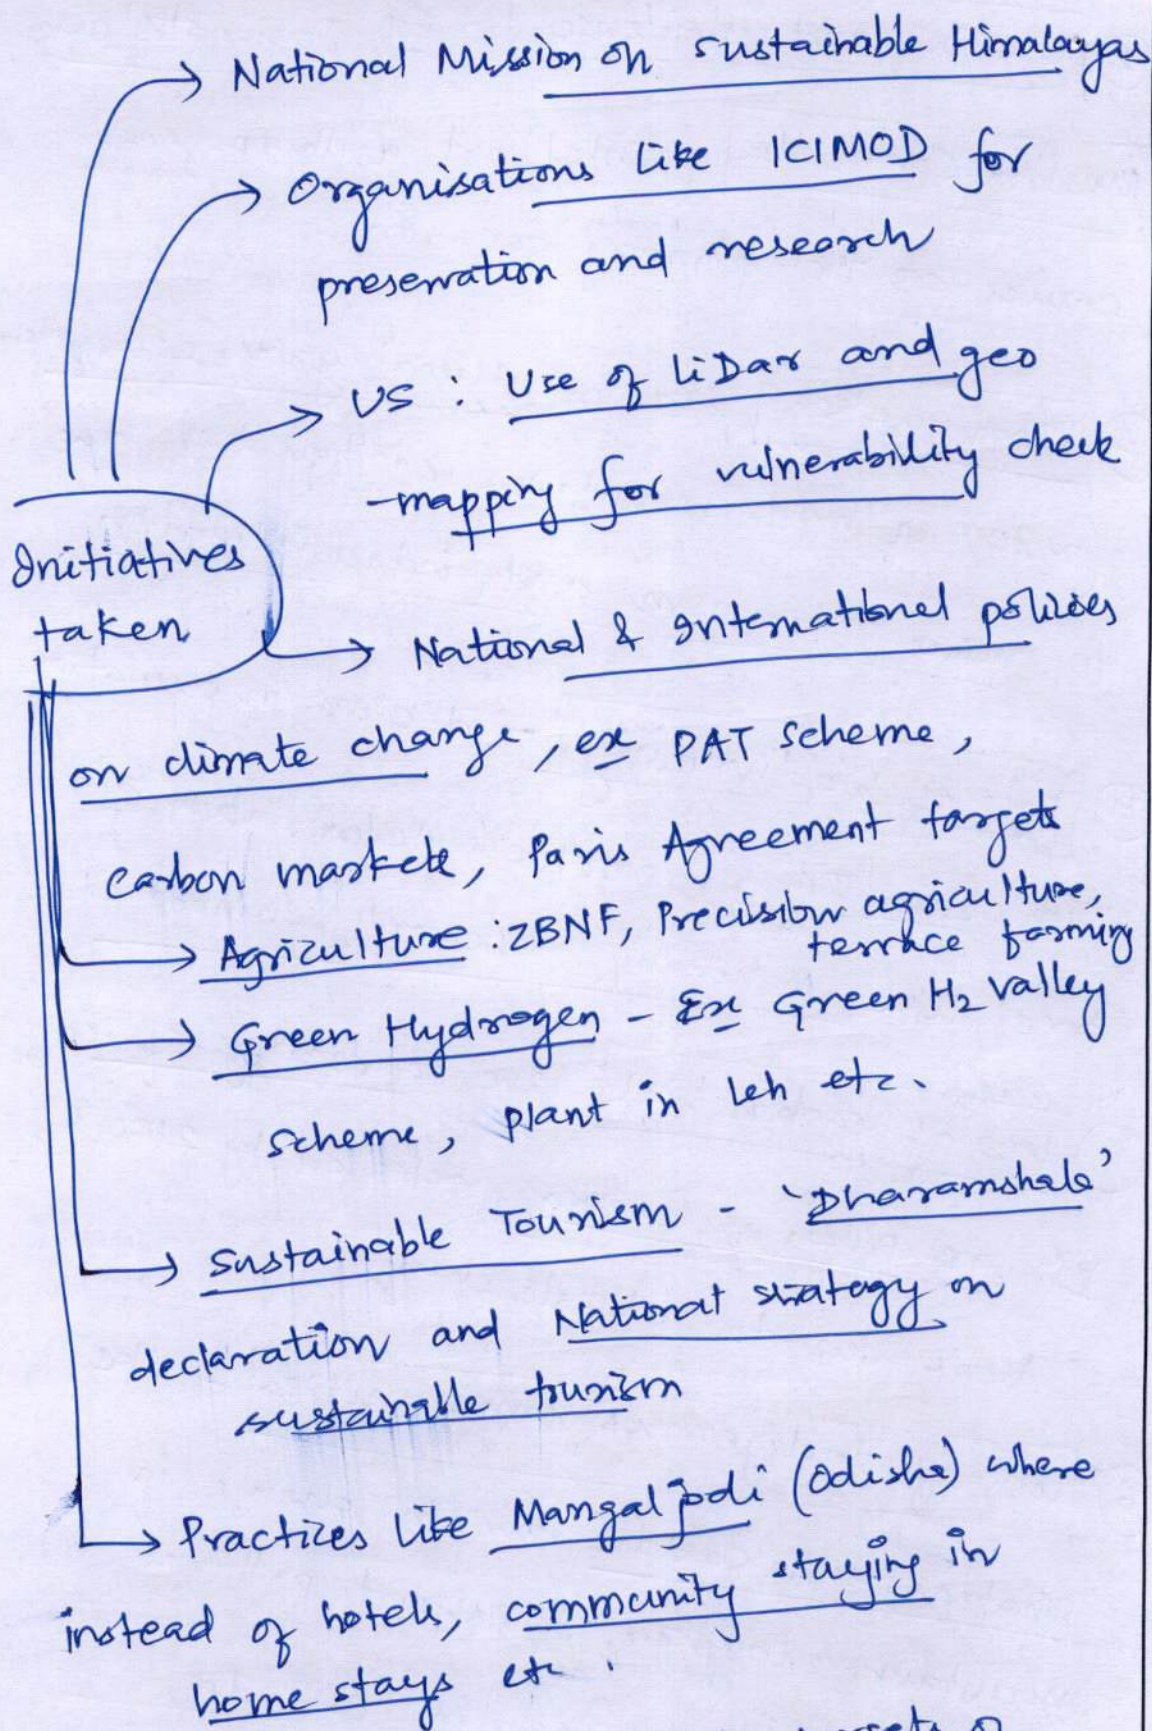 National Mission on sustainable Himalayas
Organisations like ICIMOD for
preservation and research
US : Use of LiDar and geo
-mapping for vulnerability check
Initiatives
taken
National & International policies
on climate change, ex PAT scheme,
carbon markets, Paris Agreement targets
Agriculture : ZBNF, Precision agriculture,
terrace farming
Green Hydrogen - Ex Green H2 valley
scheme, plant in Leh etc.
Sustainable Tourism - 'Dharamshala'
declaration and National strategy on
sustainable tourism
Practices like Mangaljodi (Odisha) where
instead of hotels, community staying in
home stays etc.